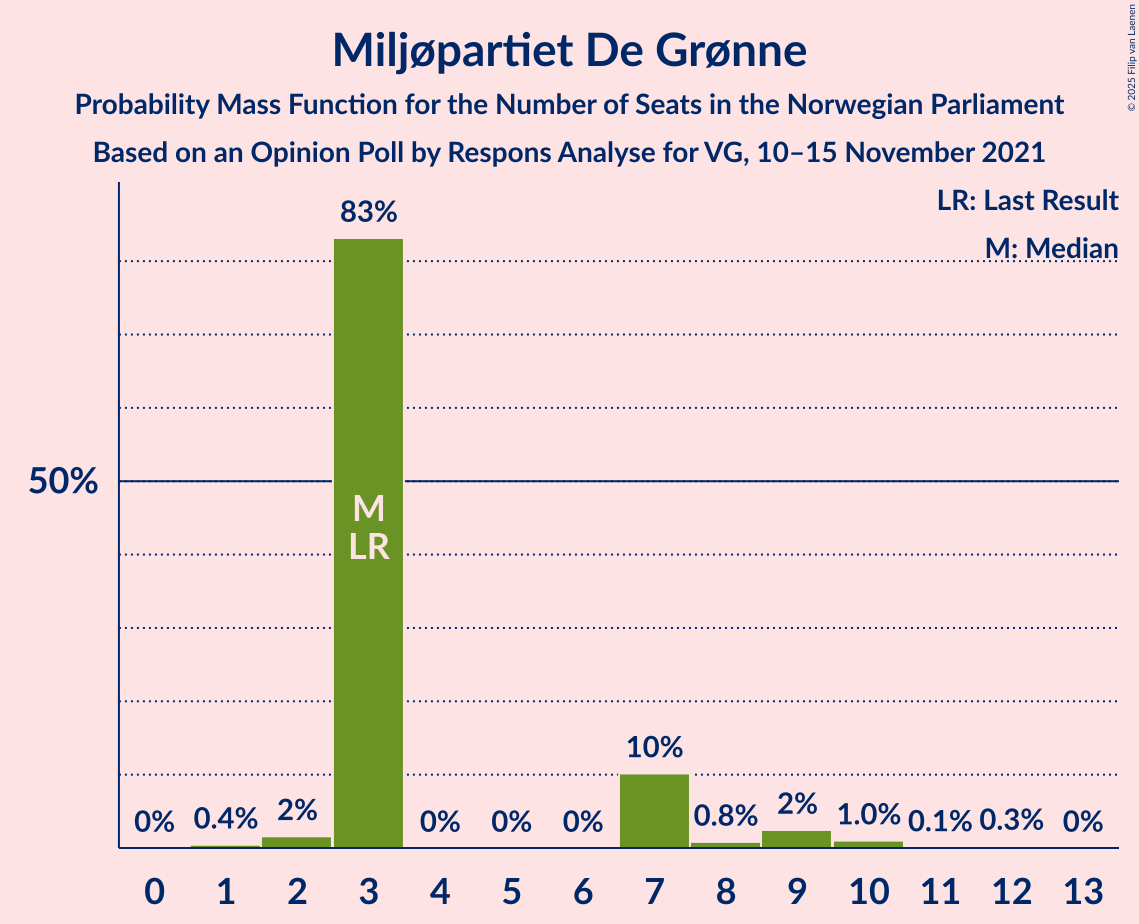 Miljøpartiet De Grønne
Probability Mass Function for the Number of Seats in the Norwegian Parliament
Based on an Opinion Poll by Respons Analyse for VG, 10–15 November 2021
© 2025 Filip van Laenen
LR: Last Result
M: Median
83%
50%
M
LR
0% 0.4% 2% 0% 0% 0% 10% 0.8% 2% 1.0% 0.1% 0.3% 0%
0 1 2 3 4 5 6 7 8 9 10 11 12 13